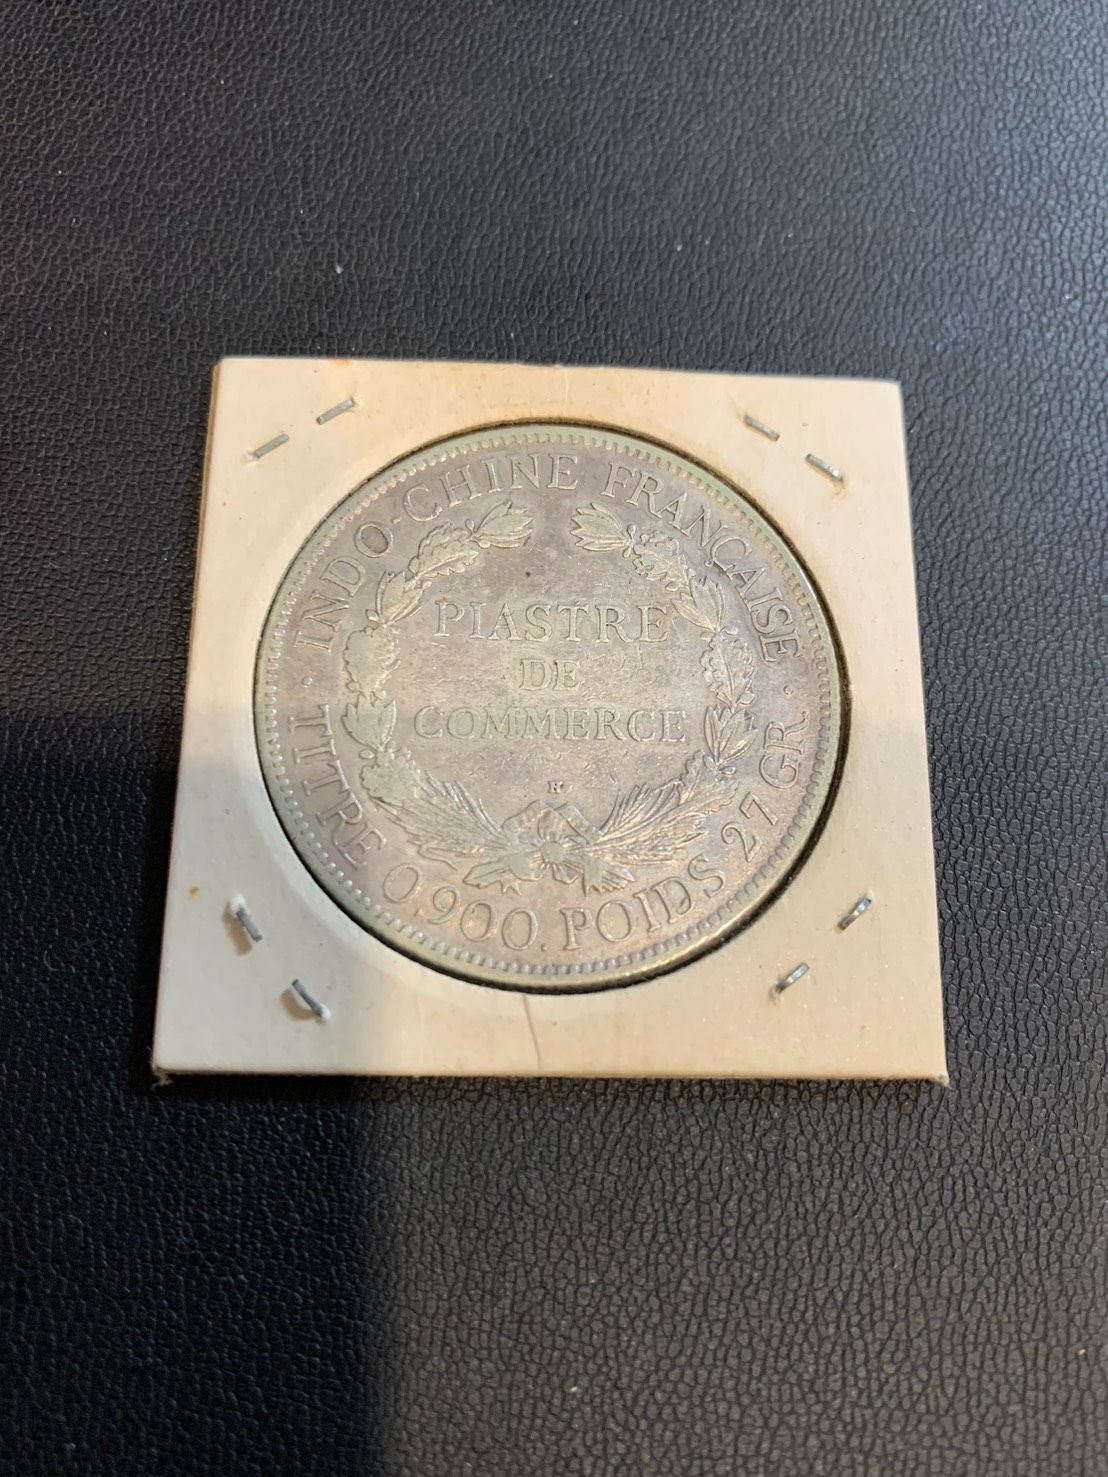 INDO-CHINE FRANÇAISE
PIASTRE
DE
COMMERCE
H
TITRE 0,900. POIDS 27 GR.